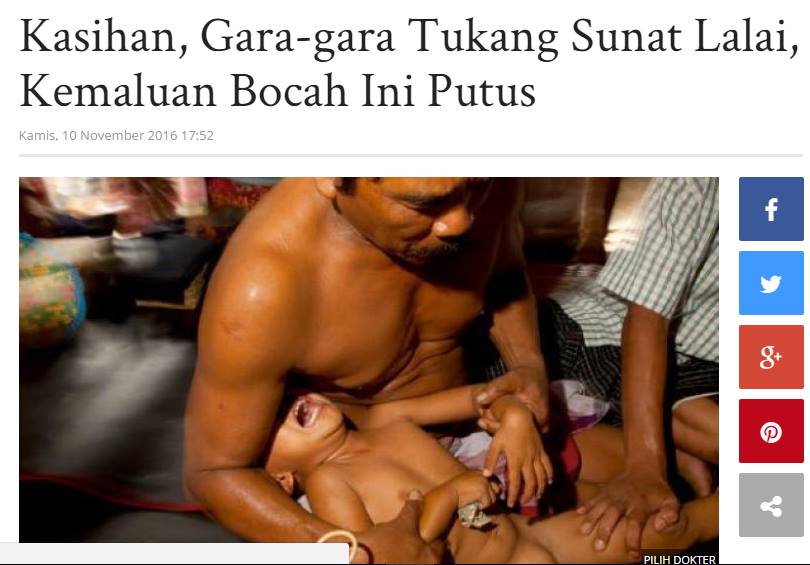 Kasihan, Gara-gara Tukang Sunat Lalai,
Kemaluan Bocah Ini Putus
Kamis, 10 November 2016 17:52
f
g+
PILIH DOKTER